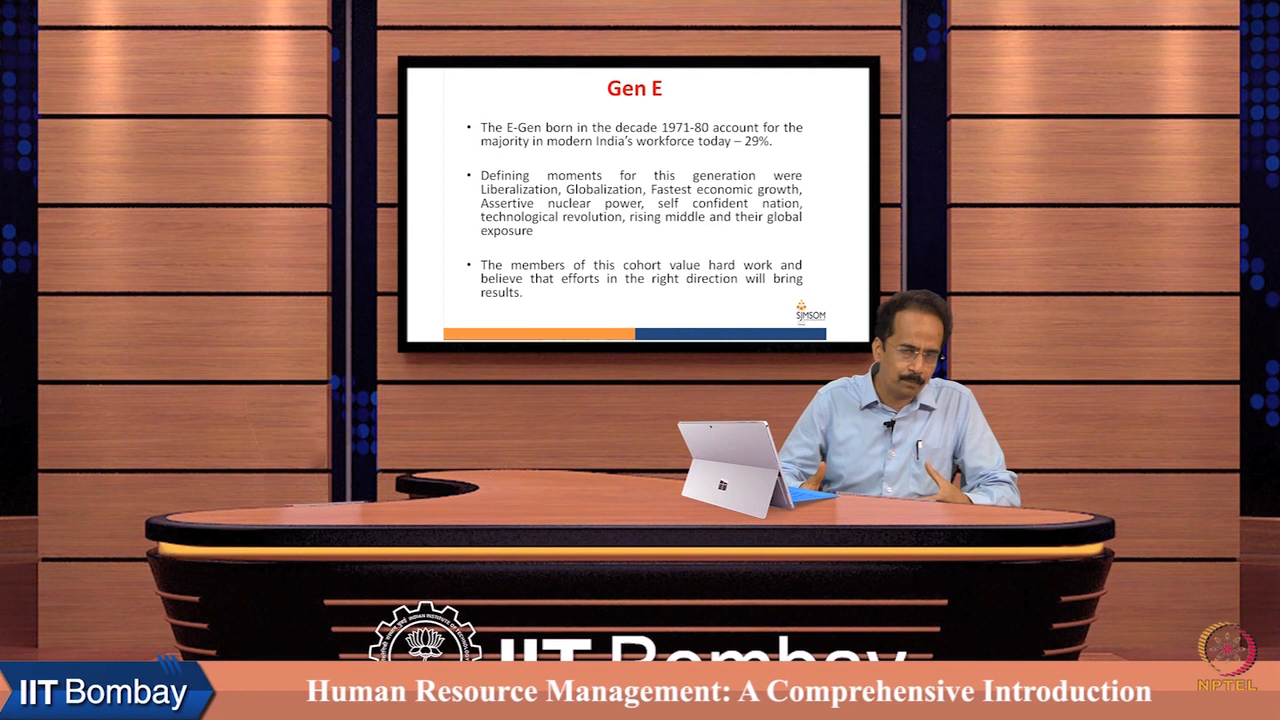 Gen E
• The E-Gen born in the decade 1971-80 account for the
majority in modern India's workforce today – 29%.
• Defining moments for this generation were
Liberalization, Globalization, Fastest economic growth,
Assertive nuclear power, self confident nation,
technological revolution, rising middle and their global
exposure
• The members of this cohort value hard work and
believe that efforts in the right direction will bring
results.
SJMSOM
IIT Bombay
IIT Bombay
Human Resource Management: A Comprehensive Introduction
NPTEL